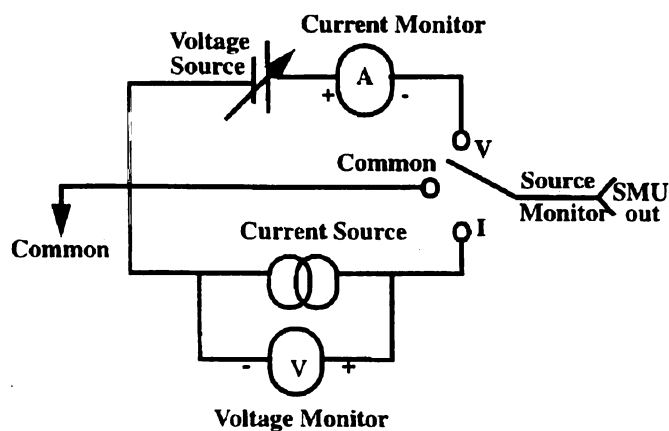 Current Monitor
Voltage
Source
A
+ -
V
Common
Source
Monitor
SMU
out
Common
Current Source
I
- V +
Voltage Monitor